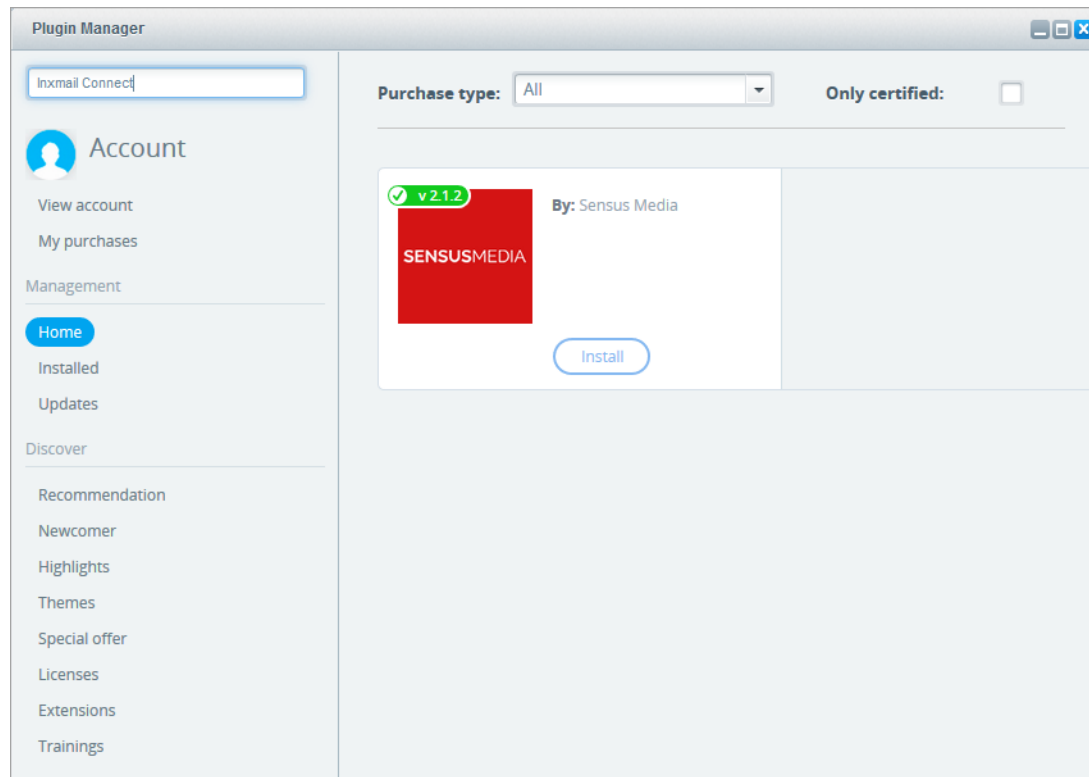 Plugin Manager
Inxmail Connect
Account
View account
My purchases
Management
Home
Installed
Updates
Discover
Recommendation
Newcomer
Highlights
Themes
Special offer
Licenses
Extensions
Trainings
Purchase type: All Only certified:
v 2.1.2
SENSUSMEDIA
By: Sensus Media
Install